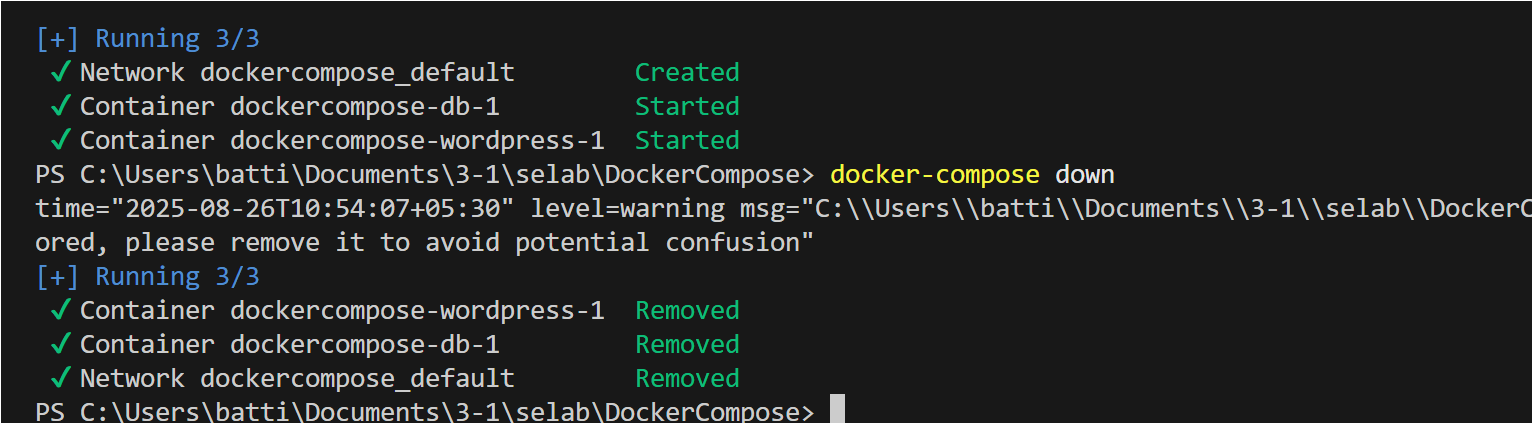 [+] Running 3/3
✔ Network dockercompose_default Created
✔ Container dockercompose-db-1 Started
✔ Container dockercompose-wordpress-1 Started
PS C:\Users\batti\Documents\3-1\selab\DockerCompose> docker-compose down
time="2025-08-26T10:54:07+05:30" level=warning msg="C:\\Users\\batti\\Documents\\3-1\\selab\\DockerC
ored, please remove it to avoid potential confusion"
[+] Running 3/3
✔ Container dockercompose-wordpress-1 Removed
✔ Container dockercompose-db-1 Removed
✔ Network dockercompose_default Removed
PS C:\Users\batti\Documents\3-1\selab\DockerCompose>